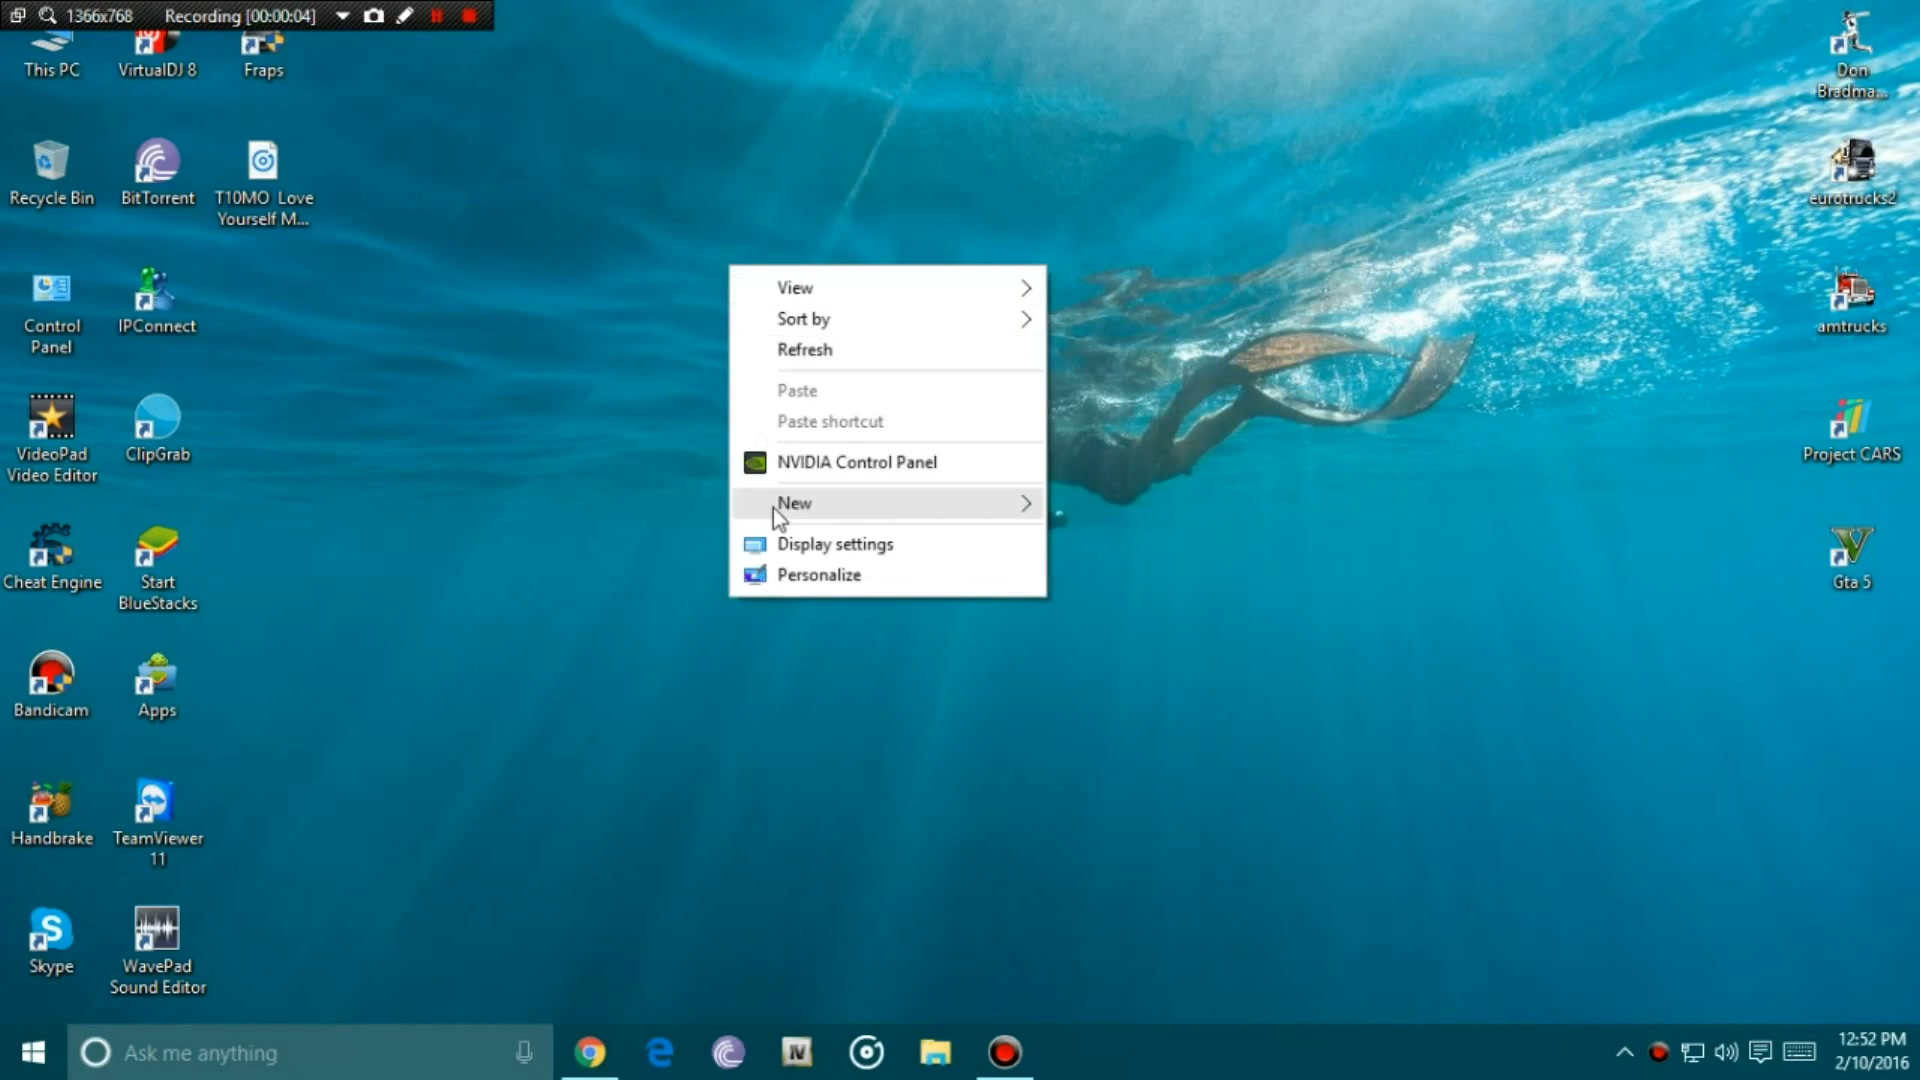 1366x768 Recording [00:00:04]
This PC
VirtualDJ 8
Fraps
Don
Bradma...
Recycle Bin
BitTorrent
T10MO Love
Yourself M...
eurotrucks2
Control
Panel
IPConnect
amtrucks
View
Sort by
Refresh
Paste
Paste shortcut
NVIDIA Control Panel
New
Display settings
Personalize
VideoPad
Video Editor
ClipGrab
Project CARS
Cheat Engine
Start
BlueStacks
Gta 5
Bandicam
Apps
Handbrake
TeamViewer
11
Skype
WavePad
Sound Editor
Ask me anything
IV
12:52 PM
2/10/2016